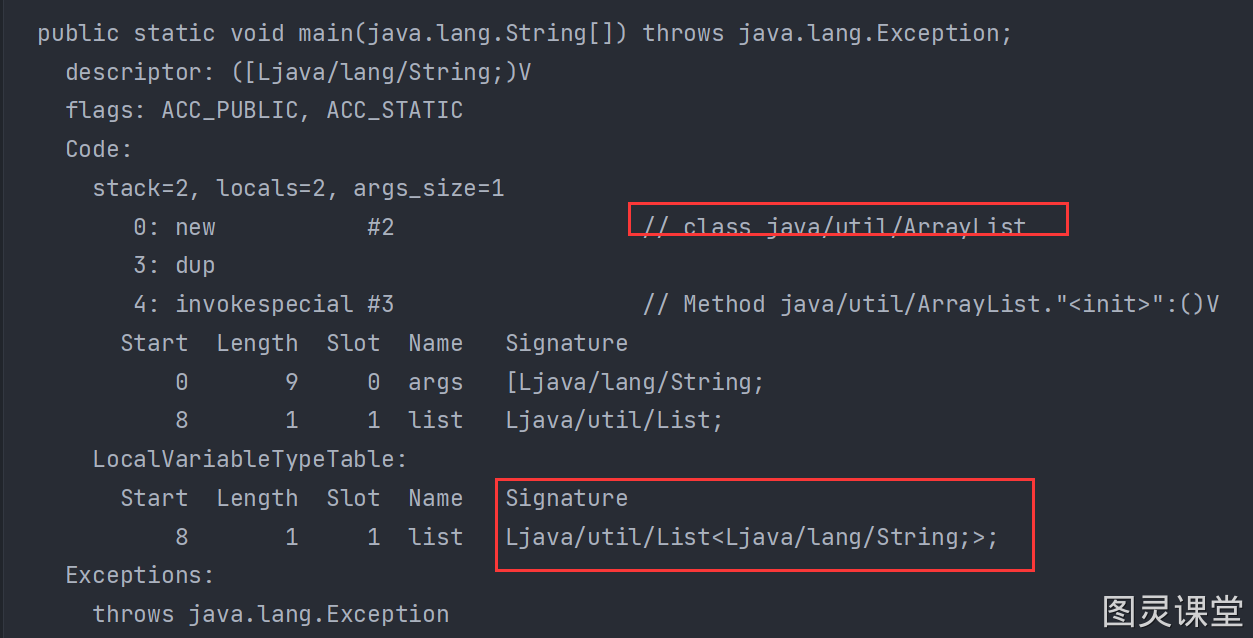 public static void main(java.lang.String[]) throws java.lang.Exception;
descriptor: ([Ljava/lang/String;)V
flags: ACC_PUBLIC, ACC_STATIC
Code:
stack=2, locals=2, args_size=1
0: new #2 // class java/util/ArrayList
3: dup
4: invokespecial #3 // Method java/util/ArrayList."<init>":()V
Start Length Slot Name Signature
0 9 0 args [Ljava/lang/String;
8 1 1 list Ljava/util/List;
LocalVariableTypeTable:
Start Length Slot Name Signature
8 1 1 list Ljava/util/List<Ljava/lang/String;>;
Exceptions:
throws java.lang.Exception
图灵课堂